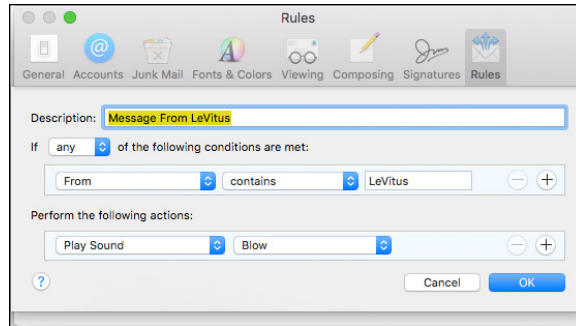 Rules
General Accounts Junk Mail Fonts & Colors Viewing Composing Signatures Rules
Description: Message From LeVitus
If any of the following conditions are met:
From contains LeVitus
Perform the following actions:
Play Sound Blow
? Cancel OK